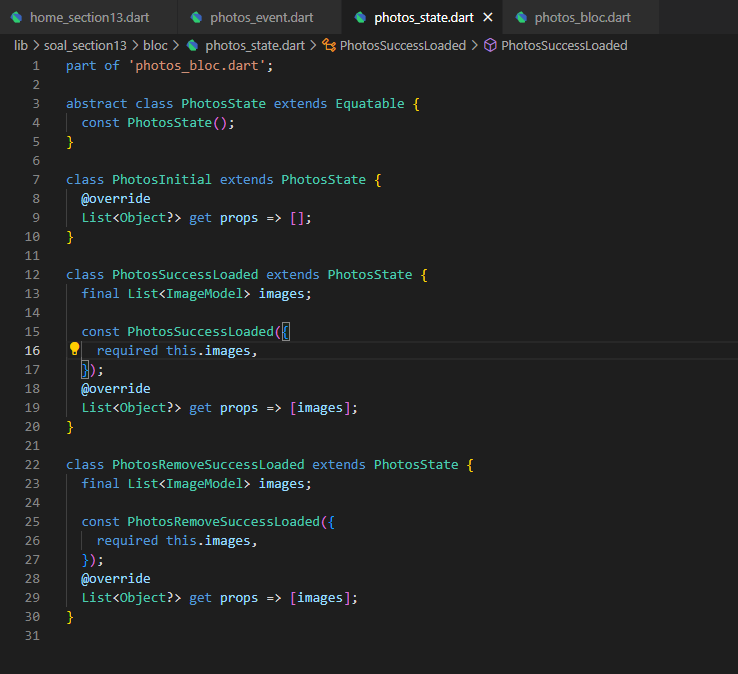 home_section13.dart photos_event.dart photos_state.dart × photos_bloc.dart
lib > soal_section13 > bloc > photos_state.dart > PhotosSuccessLoaded > PhotosSuccessLoaded
1 part of 'photos_bloc.dart';
2
3 abstract class PhotosState extends Equatable {
4   const PhotosState();
5 }
6
7 class PhotosInitial extends PhotosState {
8   @override
9   List<Object?> get props => [];
10 }
11
12 class PhotosSuccessLoaded extends PhotosState {
13   final List<ImageModel> images;
14
15   const PhotosSuccessLoaded({
16     required this.images,
17   });
18   @override
19   List<Object?> get props => [images];
20 }
21
22 class PhotosRemoveSuccessLoaded extends PhotosState {
23   final List<ImageModel> images;
24
25   const PhotosRemoveSuccessLoaded({
26     required this.images,
27   });
28   @override
29   List<Object?> get props => [images];
30 }
31